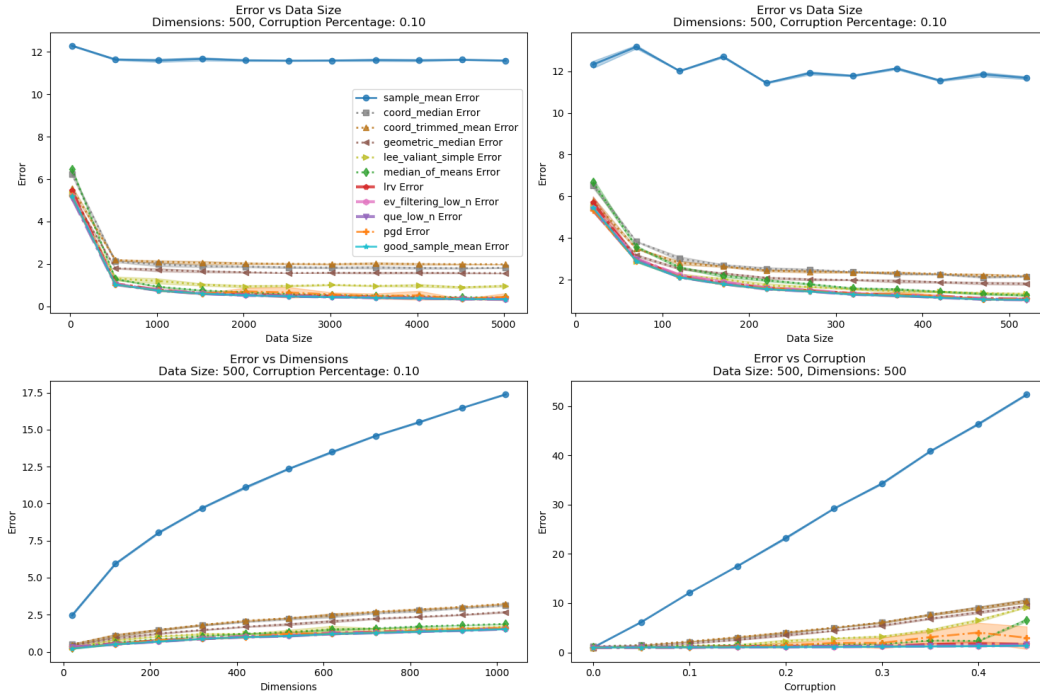 Error vs Data Size
Dimensions: 500, Corruption Percentage: 0.10
12
10
8
6
4
2
0
Error
sample_mean Error
coord_median Error
coord_trimmed_mean Error
geometric_median Error
lee_valiant_simple Error
median_of_means Error
lrv Error
ev_filtering_low_n Error
que_low_n Error
pgd Error
good_sample_mean Error
0 1000 2000 3000 4000 5000
Data Size
Error vs Data Size
Dimensions: 500, Corruption Percentage: 0.10
12
10
8
6
4
2
Error
0 100 200 300 400 500
Data Size
Error vs Dimensions
Data Size: 500, Corruption Percentage: 0.10
17.5
15.0
12.5
10.0
7.5
5.0
2.5
0.0
Error
0 200 400 600 800 1000
Dimensions
Error vs Corruption
Data Size: 500, Dimensions: 500
50
40
30
20
10
0
Error
0.0 0.1 0.2 0.3 0.4
Corruption